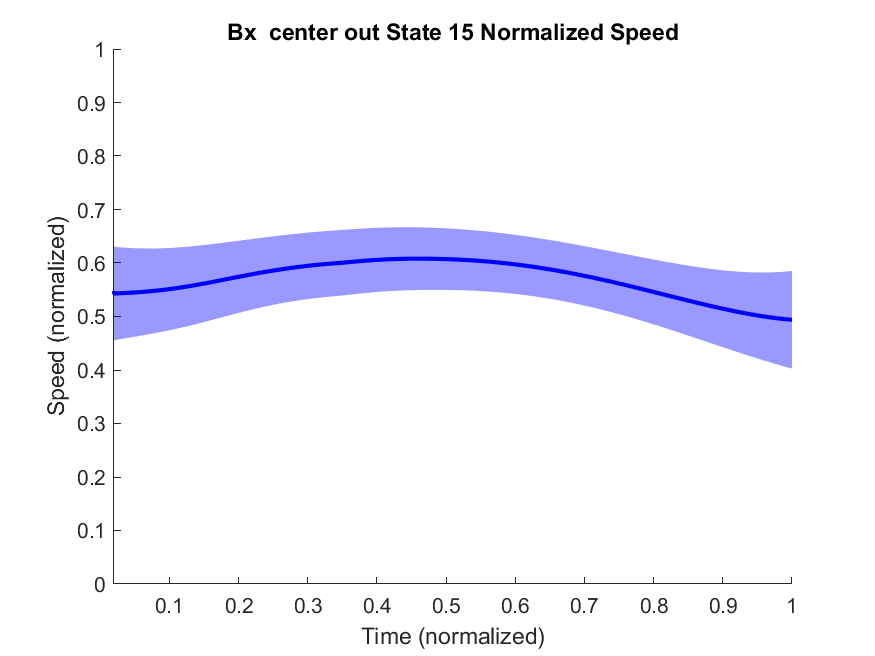 Bx  center out State 15 Normalized Speed
1
0.9
0.8
0.7
0.6
0.5
0.4
0.3
0.2
0.1
0
Speed (normalized)
0.1 0.2 0.3 0.4 0.5 0.6 0.7 0.8 0.9 1
Time (normalized)